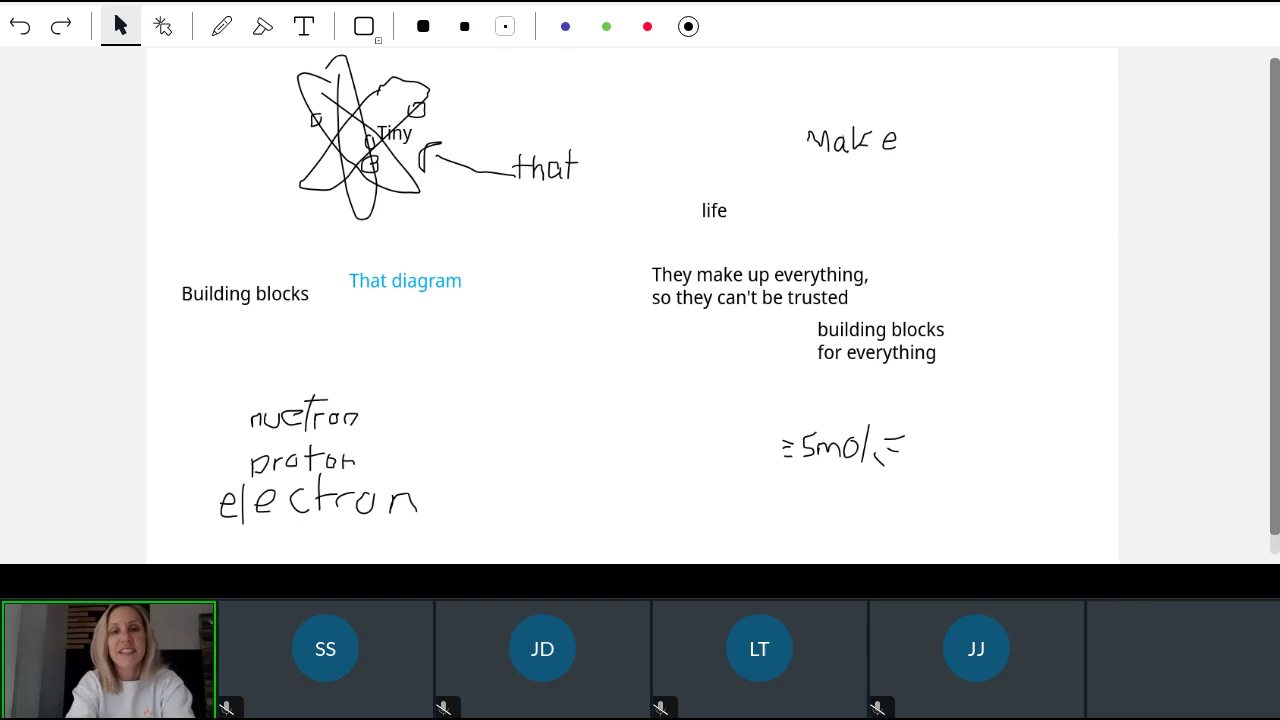 Tiny
that
Make
life
Building blocks
That diagram
They make up everything,
so they can't be trusted
building blocks
for everything
nuetron
proton
electron
SS
JD
LT
JJ